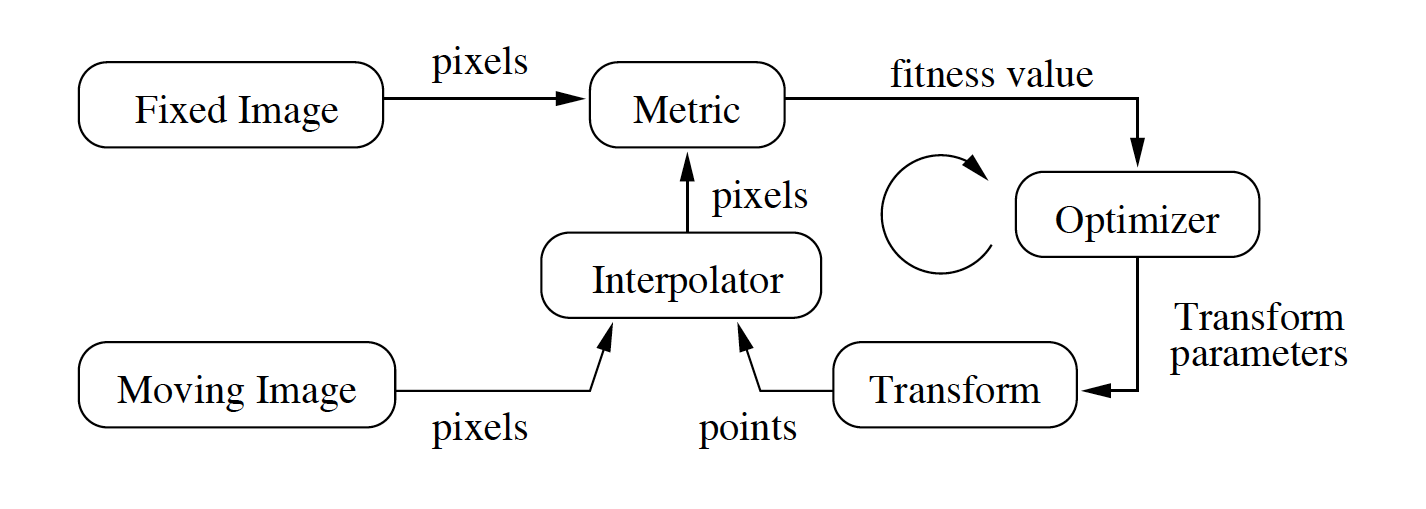 pixels
fitness value
Fixed Image
Metric
pixels
Optimizer
Interpolator
Transform
parameters
Moving Image
Transform
pixels
points